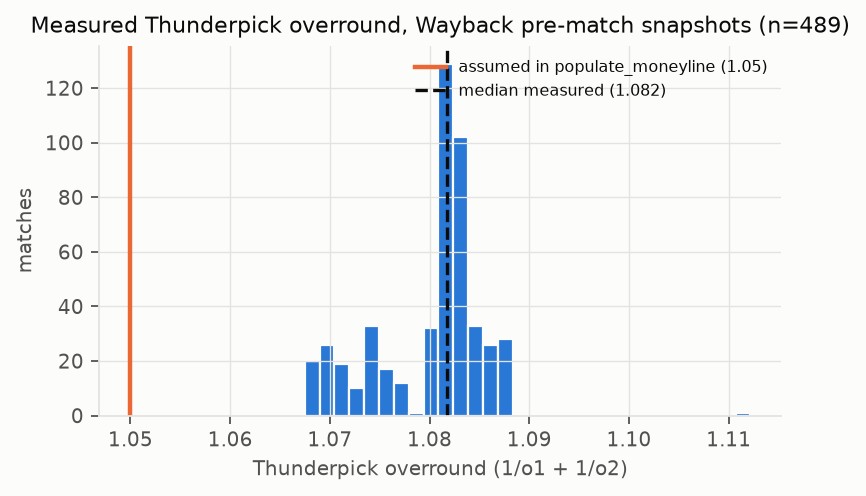 Measured Thunderpick overround, Wayback pre-match snapshots (n=489)
assumed in populate_moneyline (1.05)
median measured (1.082)
matches
120
100
80
60
40
20
0
1.05 1.06 1.07 1.08 1.09 1.10 1.11
Thunderpick overround (1/o1 + 1/o2)